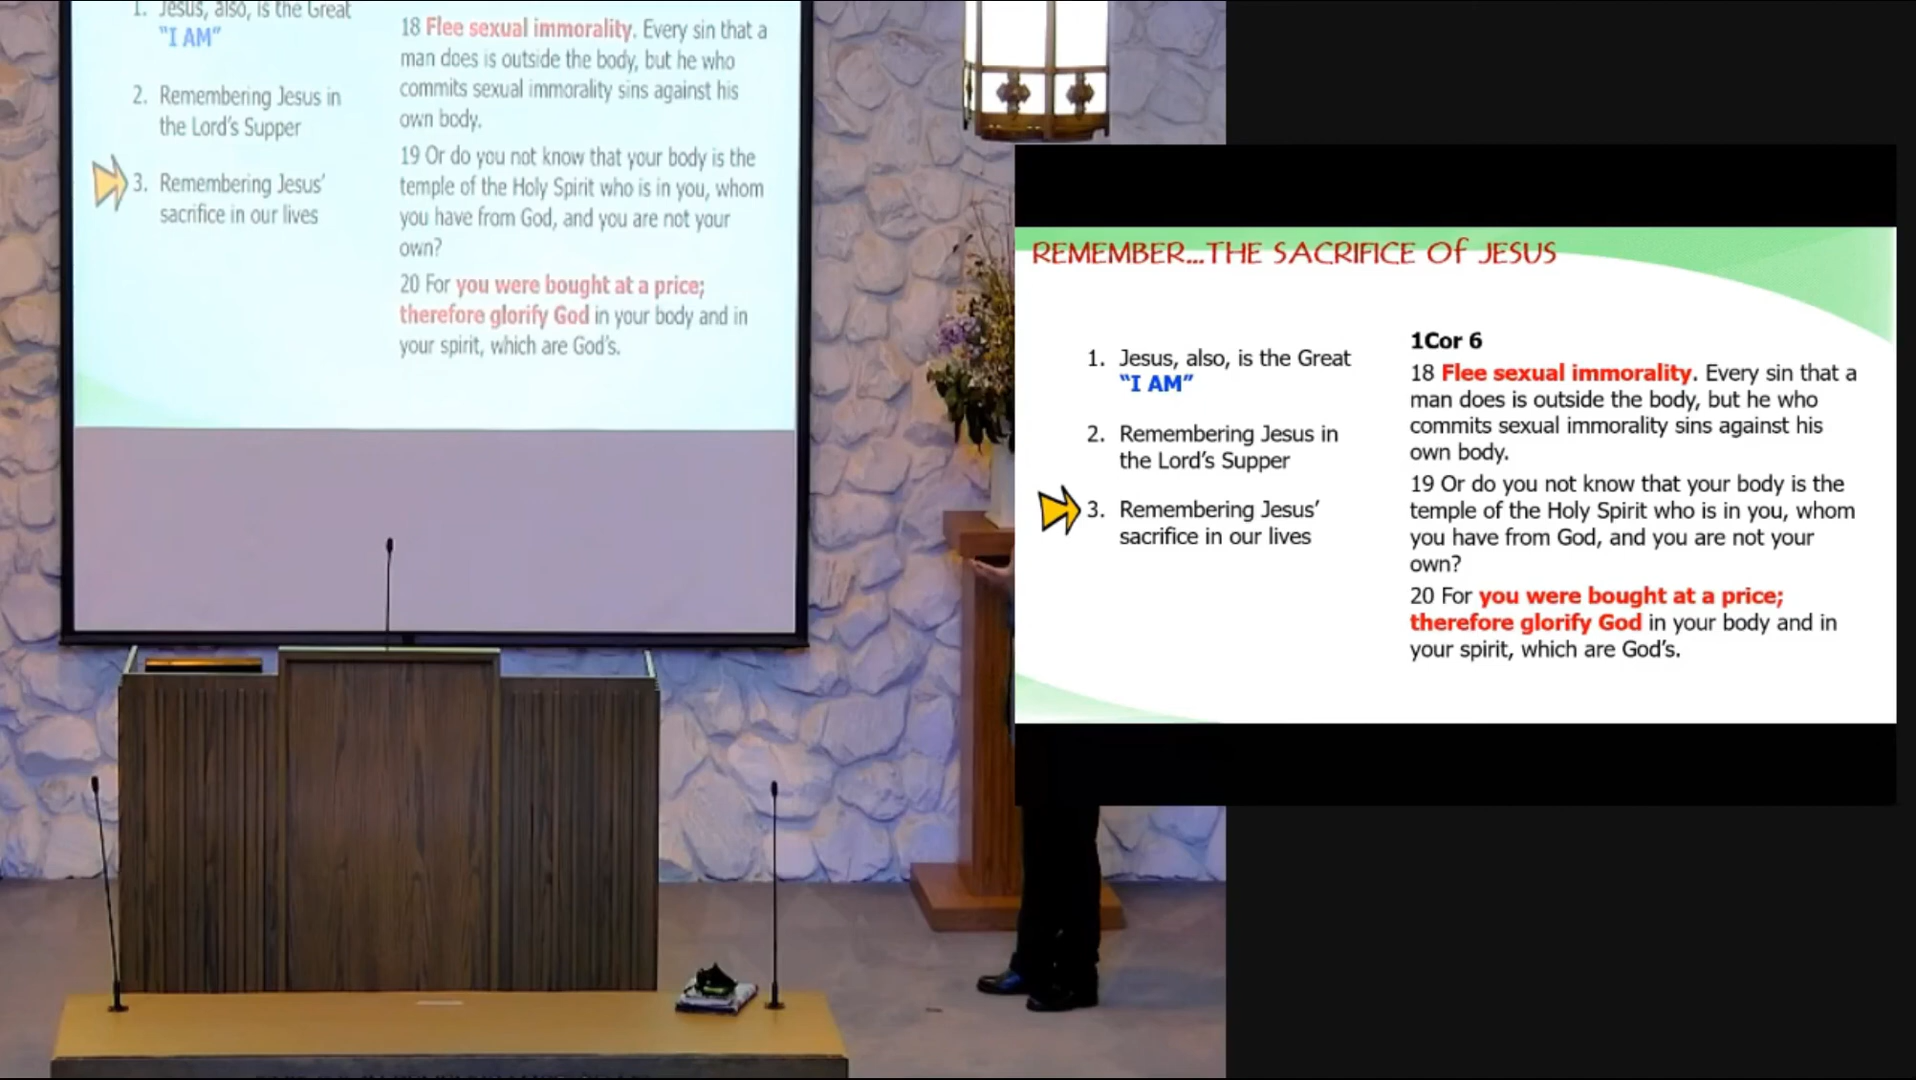 1. Jesus, also, is the Great
"I AM"
2. Remembering Jesus in
the Lord's Supper
3. Remembering Jesus'
sacrifice in our lives
18 Flee sexual immorality. Every sin that a
man does is outside the body, but he who
commits sexual immorality sins against his
own body.
19 Or do you not know that your body is the
temple of the Holy Spirit who is in you, whom
you have from God, and you are not your
own?
20 For you were bought at a price;
therefore glorify God in your body and in
your spirit, which are God's.
REMEMBER...THE SACRIFICE Of JESUS
1. Jesus, also, is the Great
"I AM"
2. Remembering Jesus in
the Lord's Supper
3. Remembering Jesus'
sacrifice in our lives
1Cor 6
18 Flee sexual immorality. Every sin that a
man does is outside the body, but he who
commits sexual immorality sins against his
own body.
19 Or do you not know that your body is the
temple of the Holy Spirit who is in you, whom
you have from God, and you are not your
own?
20 For you were bought at a price;
therefore glorify God in your body and in
your spirit, which are God's.